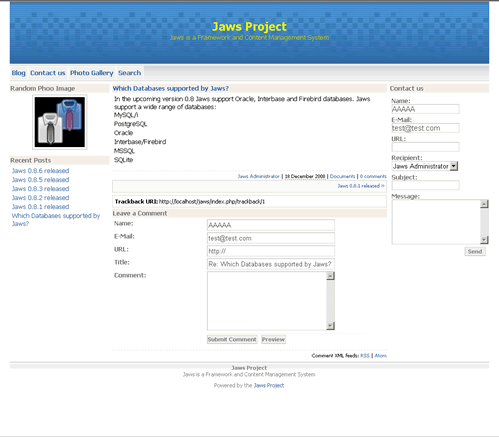 Jaws Project
Jaws is a Framework and Content Management System
Blog Contact us Photo Gallery Search
Random Phoo Image
Recent Posts
Jaws 0.8.6 released
Jaws 0.8.5 released
Jaws 0.8.3 released
Jaws 0.8.2 released
Jaws 0.8.1 released
Which Databases supported by
Jaws?
Which Databases supported by Jaws?
In the upcoming version 0.8 Jaws support Oracle, Interbase and Firebird databases. Jaws
support a wide range of databases:
MySQL/i
PostgreSQL
Oracle
Interbase/Firebird
MSSQL
SQLite
Jaws Administrator | 18 December 2008 | Documents | 0 comments
Jaws 0.8.1 released >>
Trackback URI: http://localhost/jaws/index.php/trackback/1
Leave a Comment
Name:
AAAAA
E-Mail:
test@test.com
URL:
http://
Title:
Re: Which Databases supported by Jaws?
Comment:
Submit Comment Preview
Comment XML feeds: RSS | Atom
Contact us
Name:
AAAAA
E-Mail:
test@test.com
URL:
Recipient:
Jaws Administrator
Subject:
Message:
Send
Jaws Project
Jaws is a Framework and Content Management System
Powered by the Jaws Project